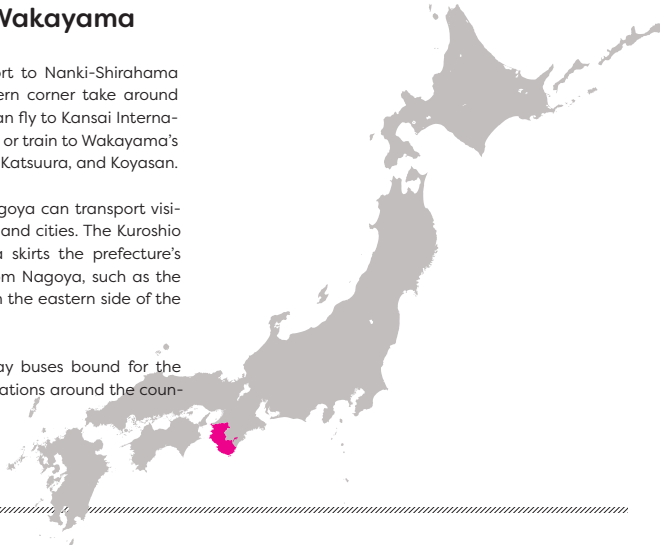 Wakayama
rt to Nanki-Shirahama
ern corner take around
an fly to Kansai Interna-
or train to Wakayama's
Katsuura, and Koyasan.
goya can transport visi-
and cities. The Kuroshio
a skirts the prefecture's
m Nagoya, such as the
n the eastern side of the
ay buses bound for the
ations around the coun-